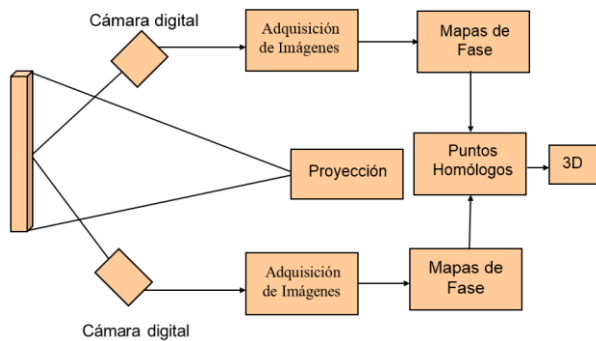 Cámara digital
Adquisición
de Imágenes
Mapas de
Fase
Proyección
Puntos
Homólogos
3D
Adquisición
de Imágenes
Mapas de
Fase
Cámara digital